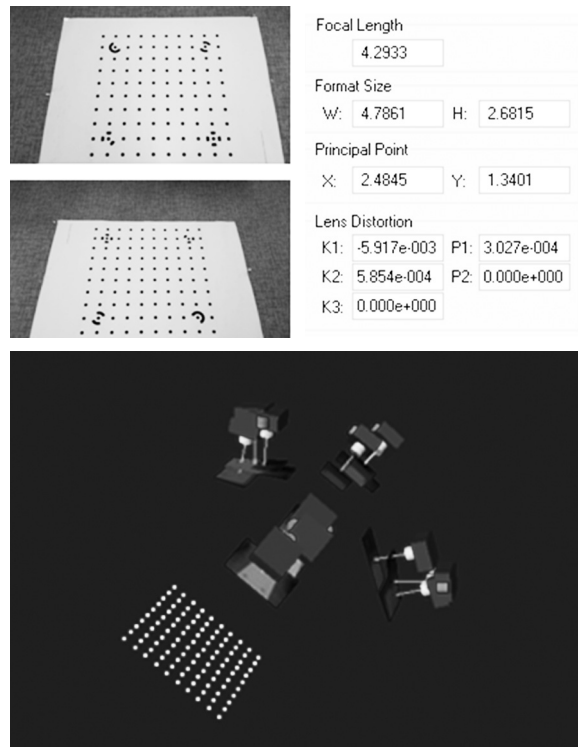 Focal Length
4.2933
Format Size
W: 4.7861 H: 2.6815
Principal Point
X: 2.4845 Y: 1.3401
Lens Distortion
K1: -5.917e-003 P1: 3.027e-004
K2: 5.854e-004 P2: 0.000e+000
K3: 0.000e+000